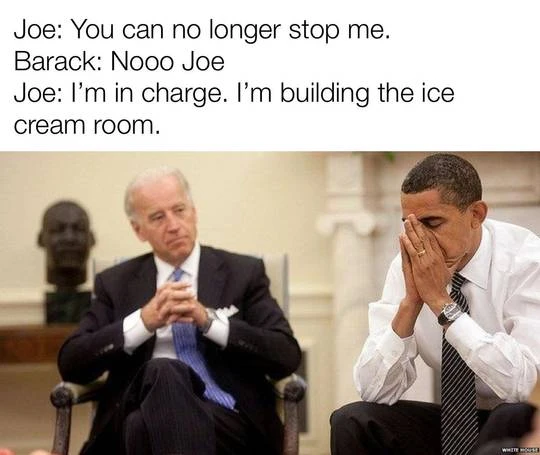 Joe: You can no longer stop me.
Barack: Nooo Joe
Joe: I’m in charge. I’m building the ice
cream room.
WHITE HOUSE